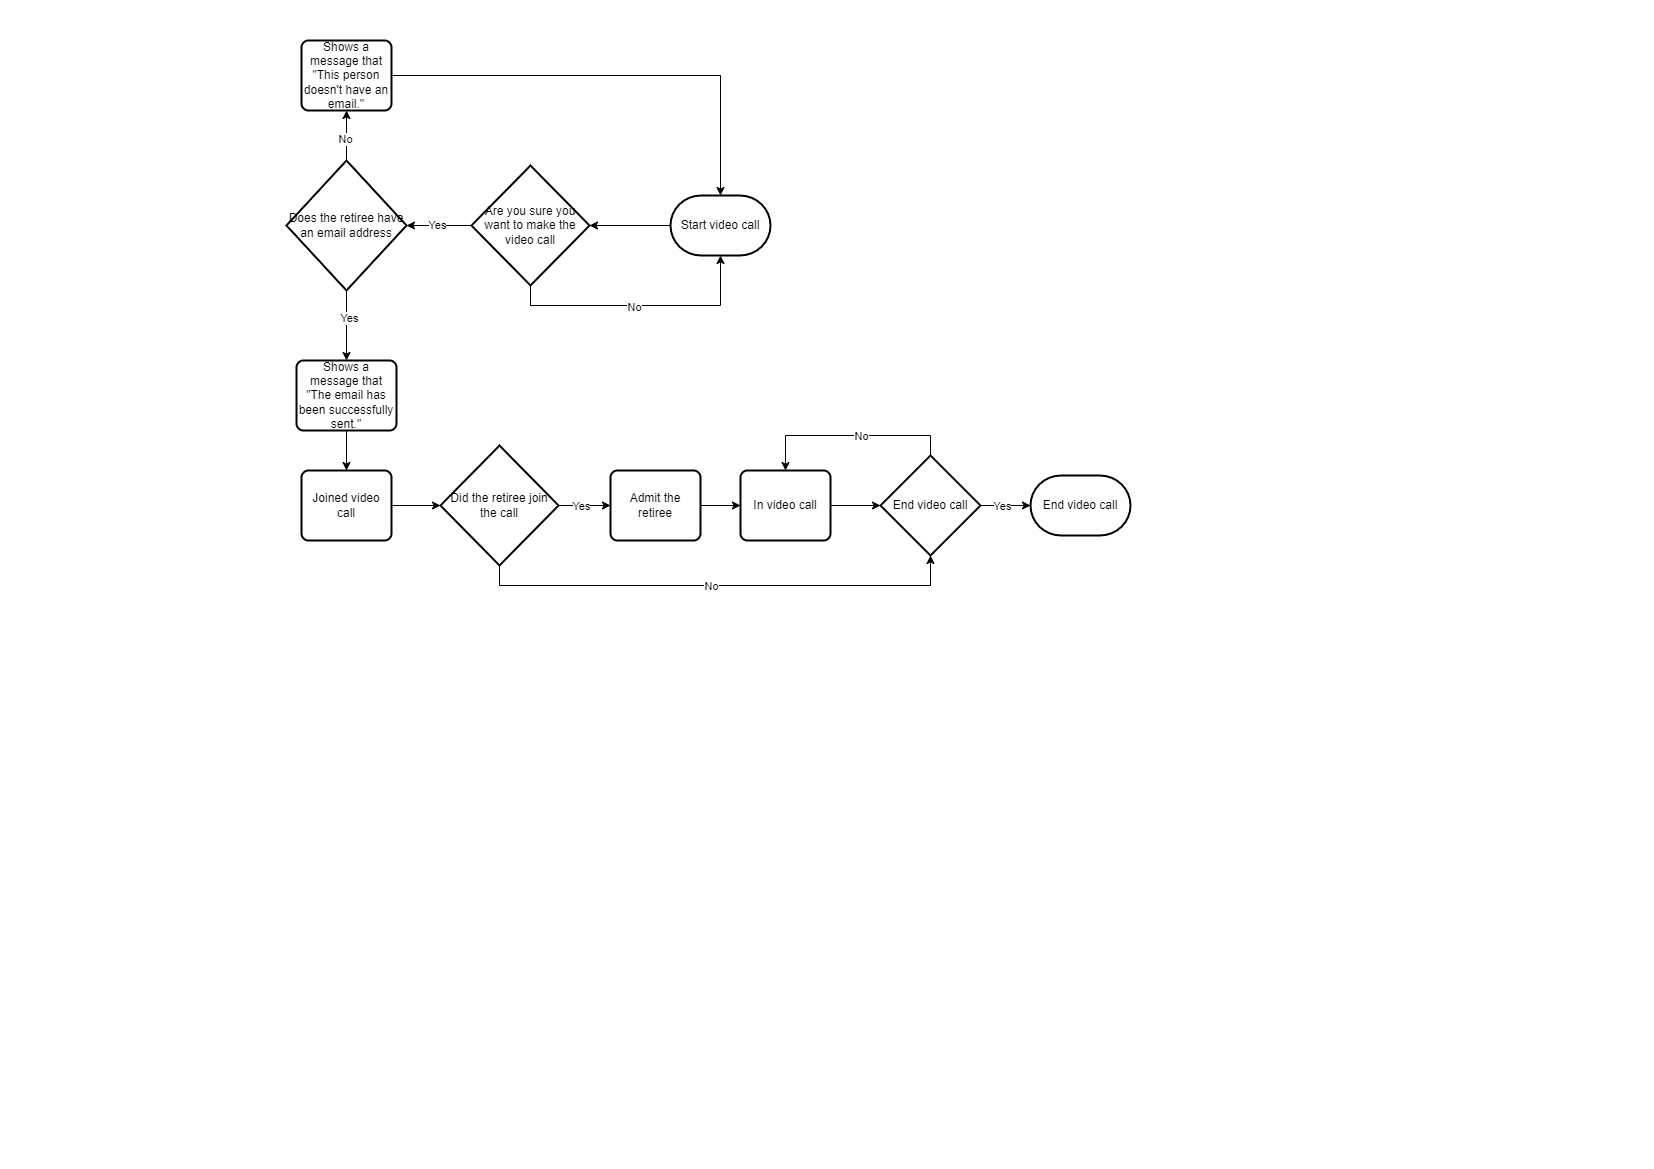 Shows a
message that
"This person
doesn't have an
email."
No
Does the retiree have
an email address
Yes
Are you sure you
want to make the
video call
Start video call
No
Yes
Shows a
message that
"The email has
been successfully
sent."
No
Joined video
call
Did the retiree join
the call
Yes
Admit the
retiree
In video call
End video call
Yes
End video call
No